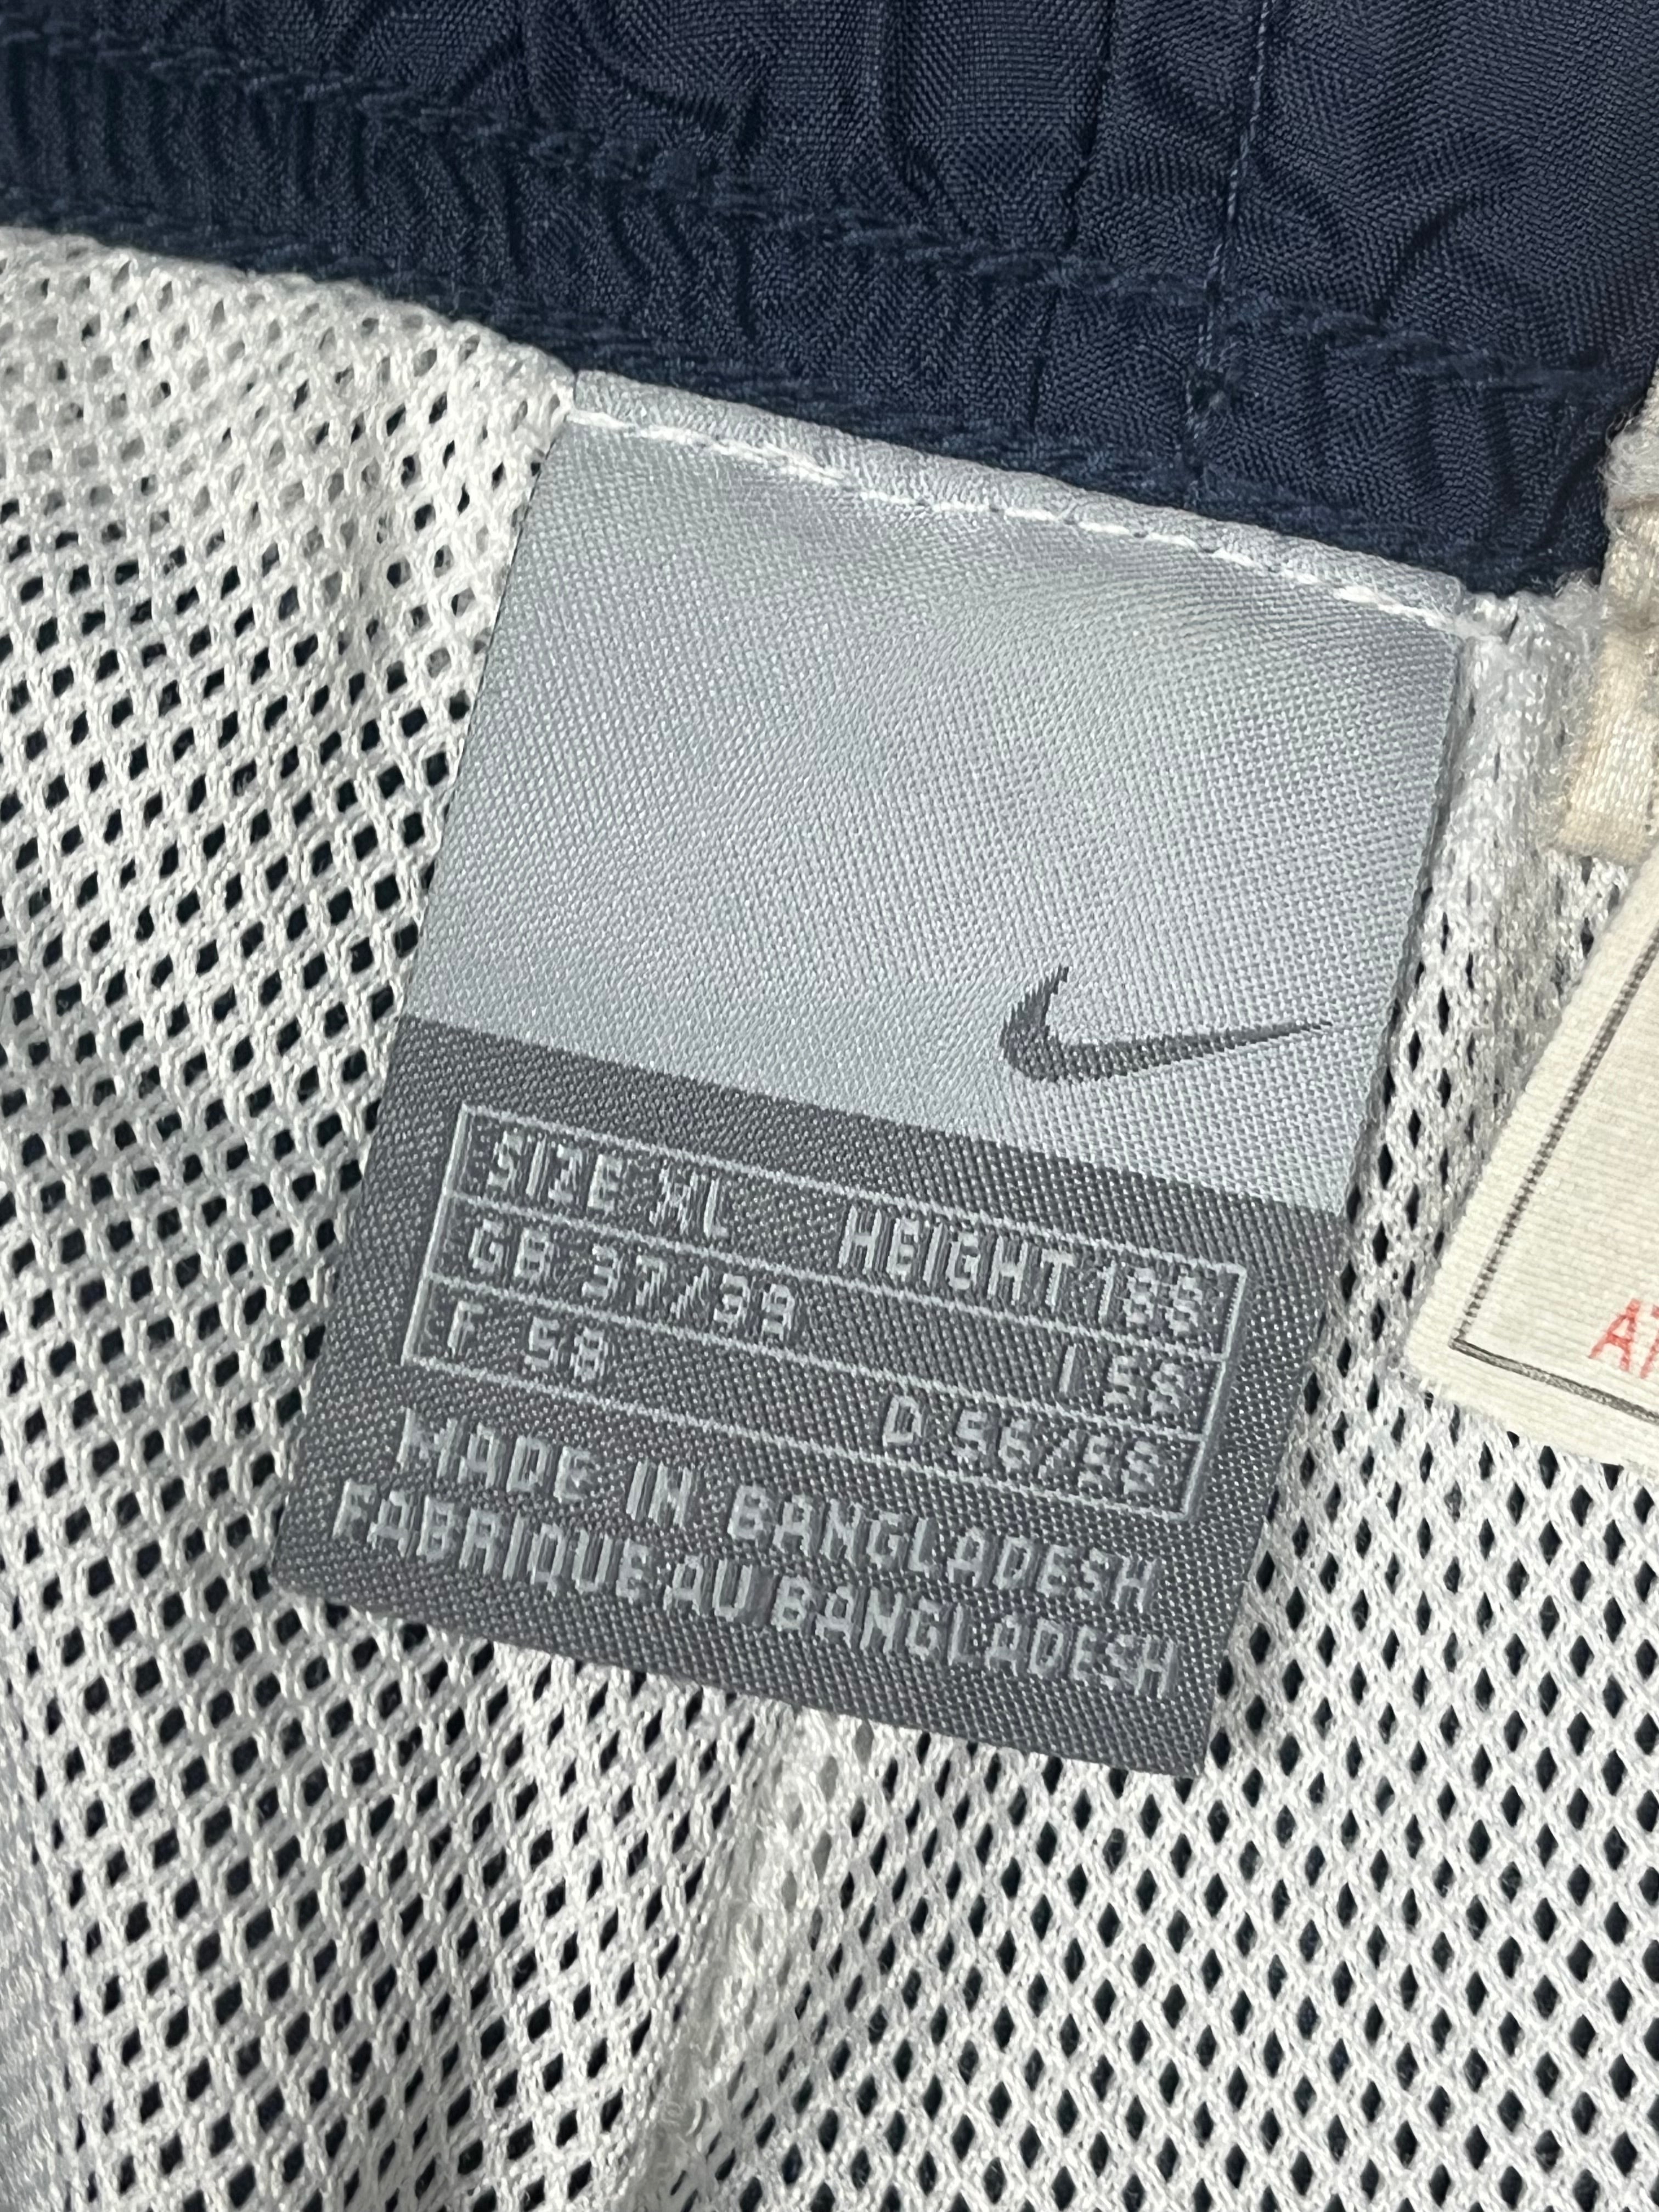 SIZE XL HEIGHT 188
GB 37/39 I 58
F 58 D 56/58
MADE IN BANGLADESH
FABRIQUE AU BANGLADESH